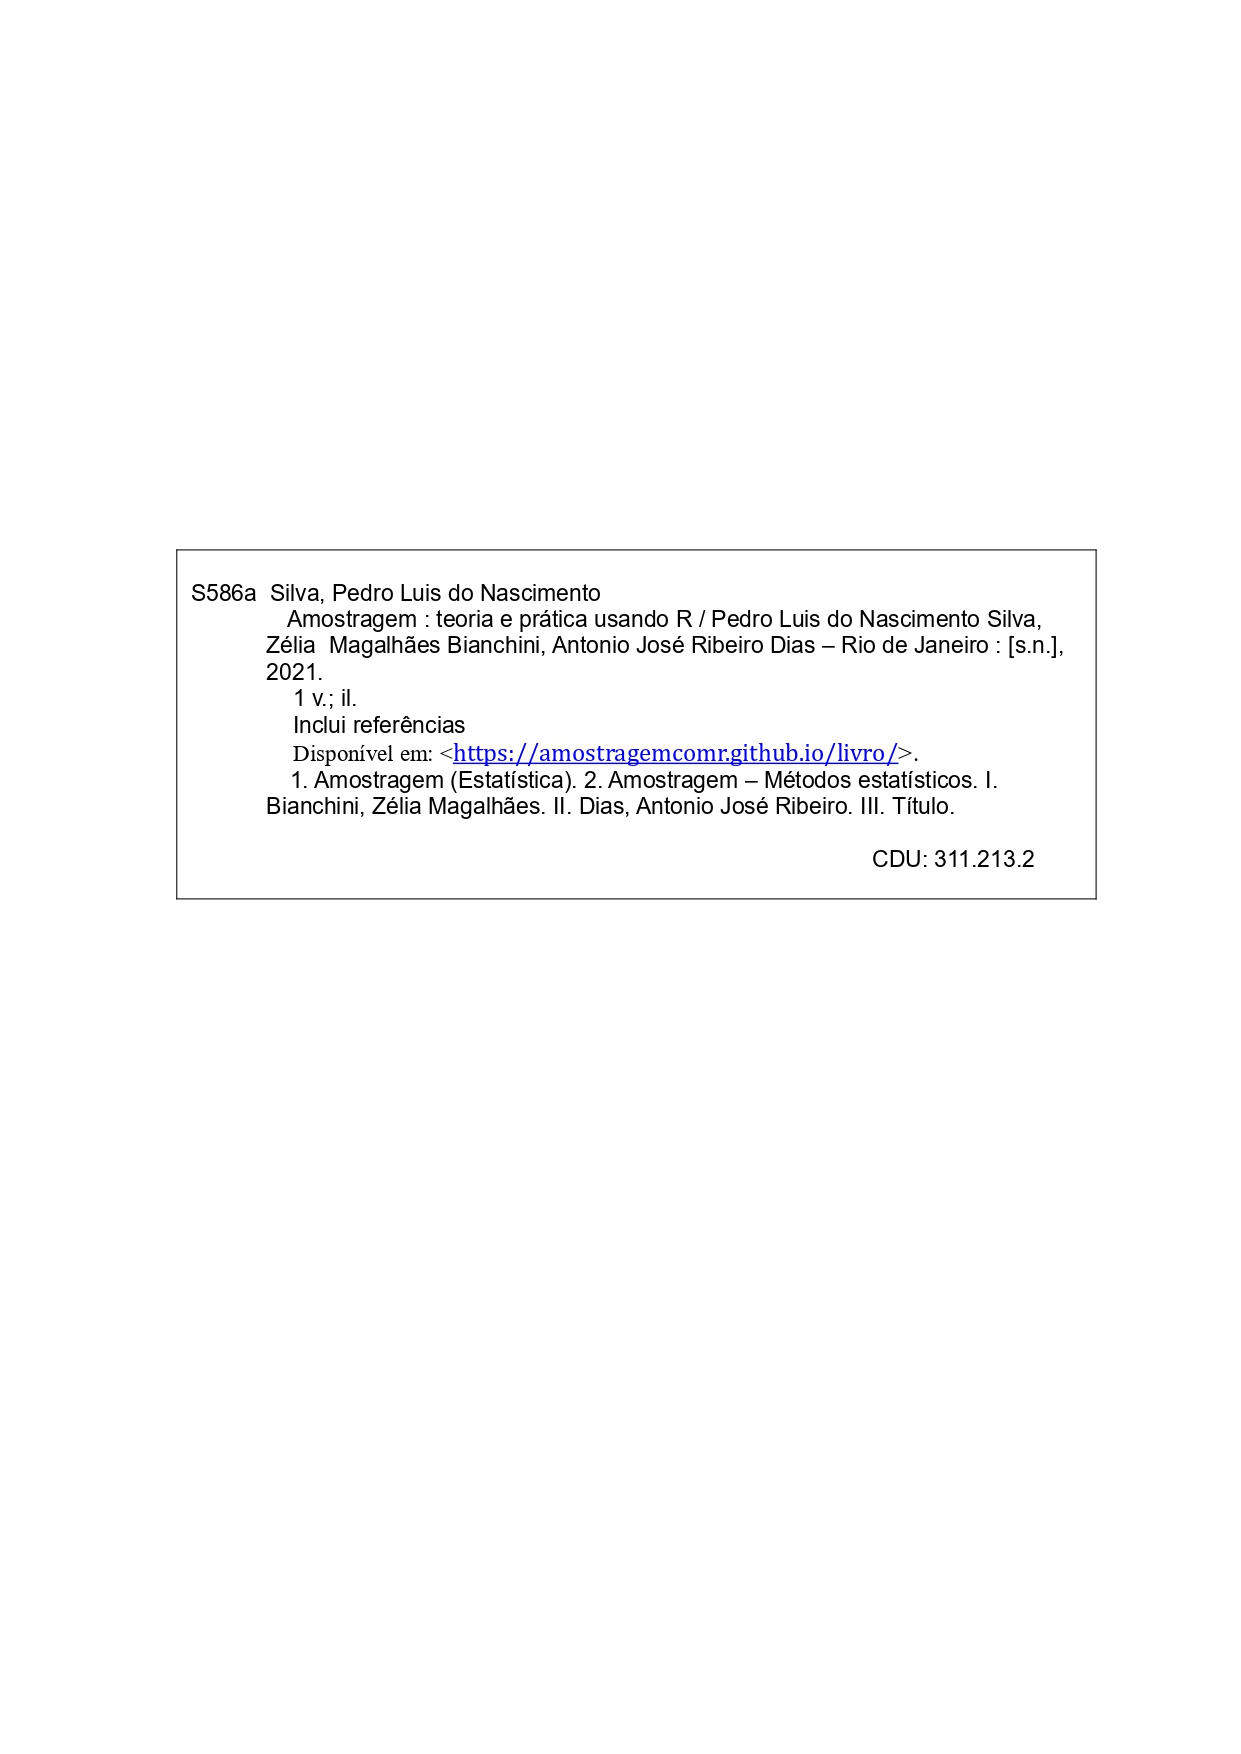 S586a  Silva, Pedro Luis do Nascimento
Amostragem : teoria e prática usando R / Pedro Luis do Nascimento Silva,
Zélia  Magalhães Bianchini, Antonio José Ribeiro Dias – Rio de Janeiro : [s.n.],
2021.
1 v.; il.
Inclui referências
Disponível em: <https://amostragemcomr.github.io/livro/>.
1. Amostragem (Estatística). 2. Amostragem – Métodos estatísticos. I.
Bianchini, Zélia Magalhães. II. Dias, Antonio José Ribeiro. III. Título.
CDU: 311.213.2